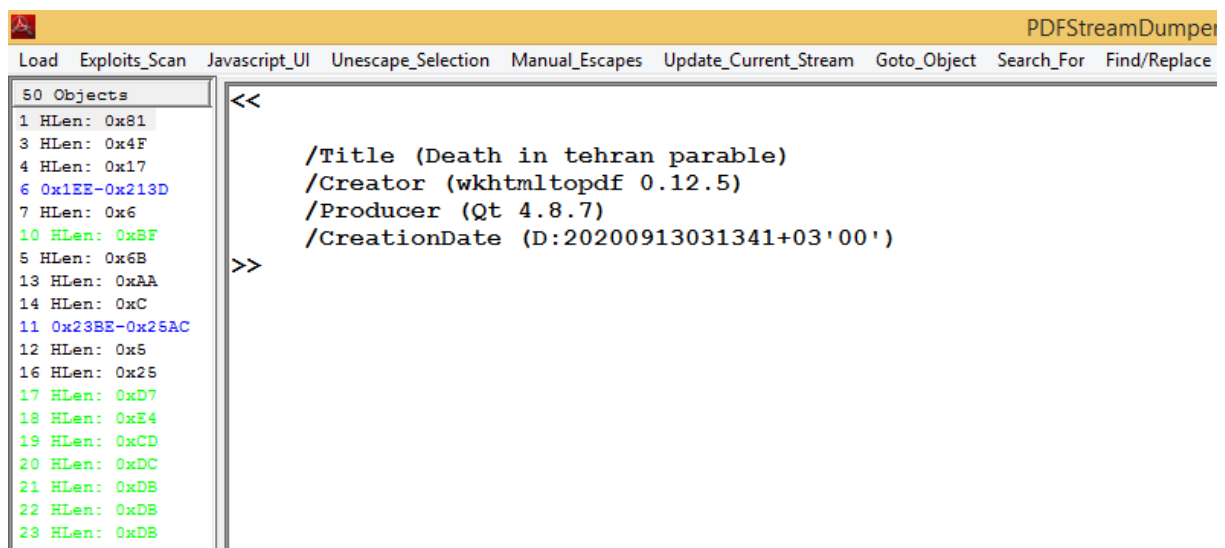 PDFStreamDumper
Load Exploits_Scan Javascript_UI Unescape_Selection Manual_Escapes Update_Current_Stream Goto_Object Search_For Find/Replace
50 Objects
1 HLen: 0x81
3 HLen: 0x4F
4 HLen: 0x17
6 0x1EE-0x213D
7 HLen: 0x6
10 HLen: 0xBF
5 HLen: 0x6B
13 HLen: 0xAA
14 HLen: 0xC
11 0x23BE-0x25AC
12 HLen: 0x5
16 HLen: 0x25
17 HLen: 0xD7
18 HLen: 0xE4
19 HLen: 0xCD
20 HLen: 0xDC
21 HLen: 0xDB
22 HLen: 0xDB
23 HLen: 0xDB
<<
/Title (Death in tehran parable)
/Creator (wkhtmltopdf 0.12.5)
/Producer (Qt 4.8.7)
/CreationDate (D:20200913031341+03'00')
>>